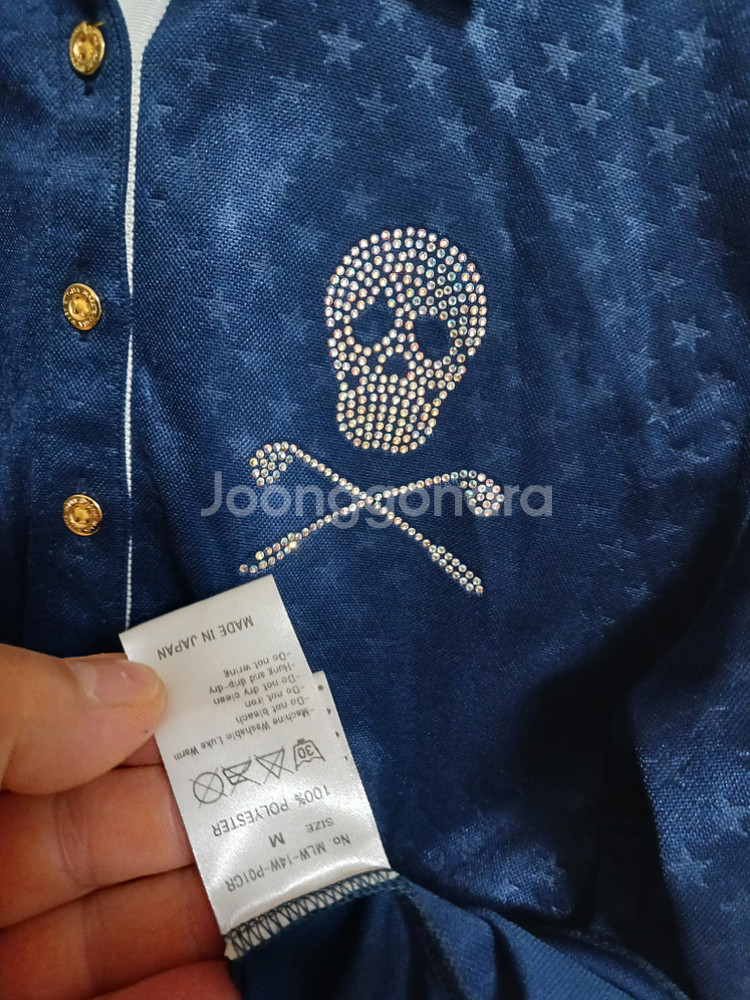 Joonggonara
No. MLW-14W-P01CR
SIZE
M
100% POLYESTER
30
-Machine Washable Luke Warm
-Do not bleach
-Do not iron
-Do not dry clean
-Hung and drip-dry
-Do not wring
MADE IN JAPAN